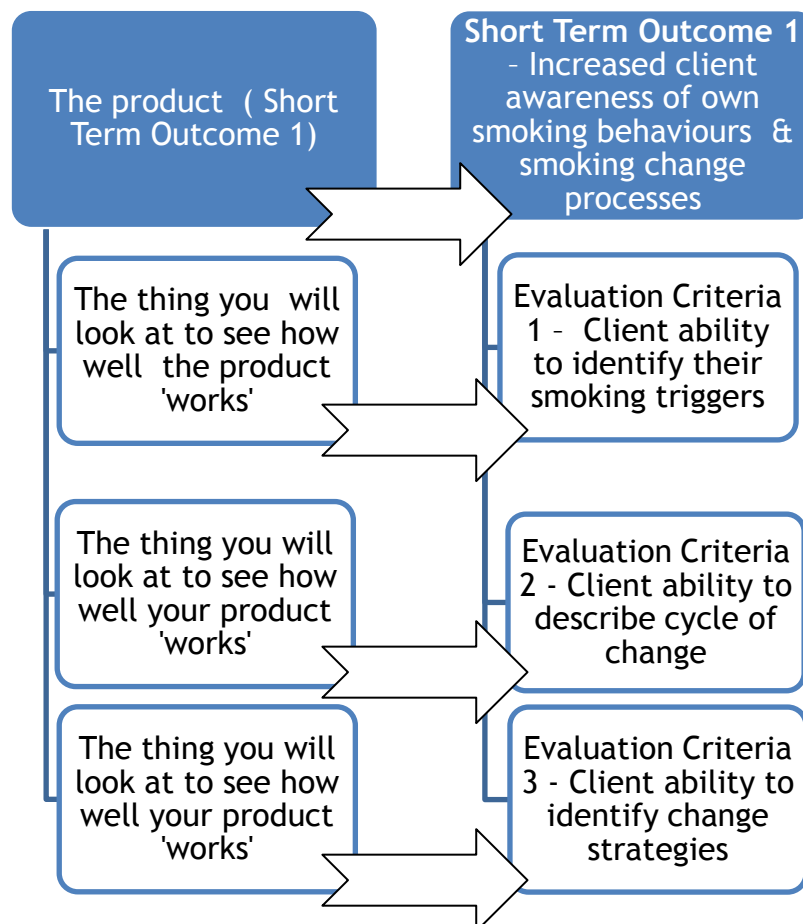 The product ( Short
Term Outcome 1)
Short Term Outcome 1
– Increased client
awareness of own
smoking behaviours &
smoking change
processes
The thing you will
look at to see how
well the product
'works'
Evaluation Criteria
1 – Client ability
to identify their
smoking triggers
The thing you will
look at to see how
well your product
'works'
Evaluation Criteria
2 - Client ability to
describe cycle of
change
The thing you will
look at to see how
well your product
'works'
Evaluation Criteria
3 - Client ability to
identify change
strategies